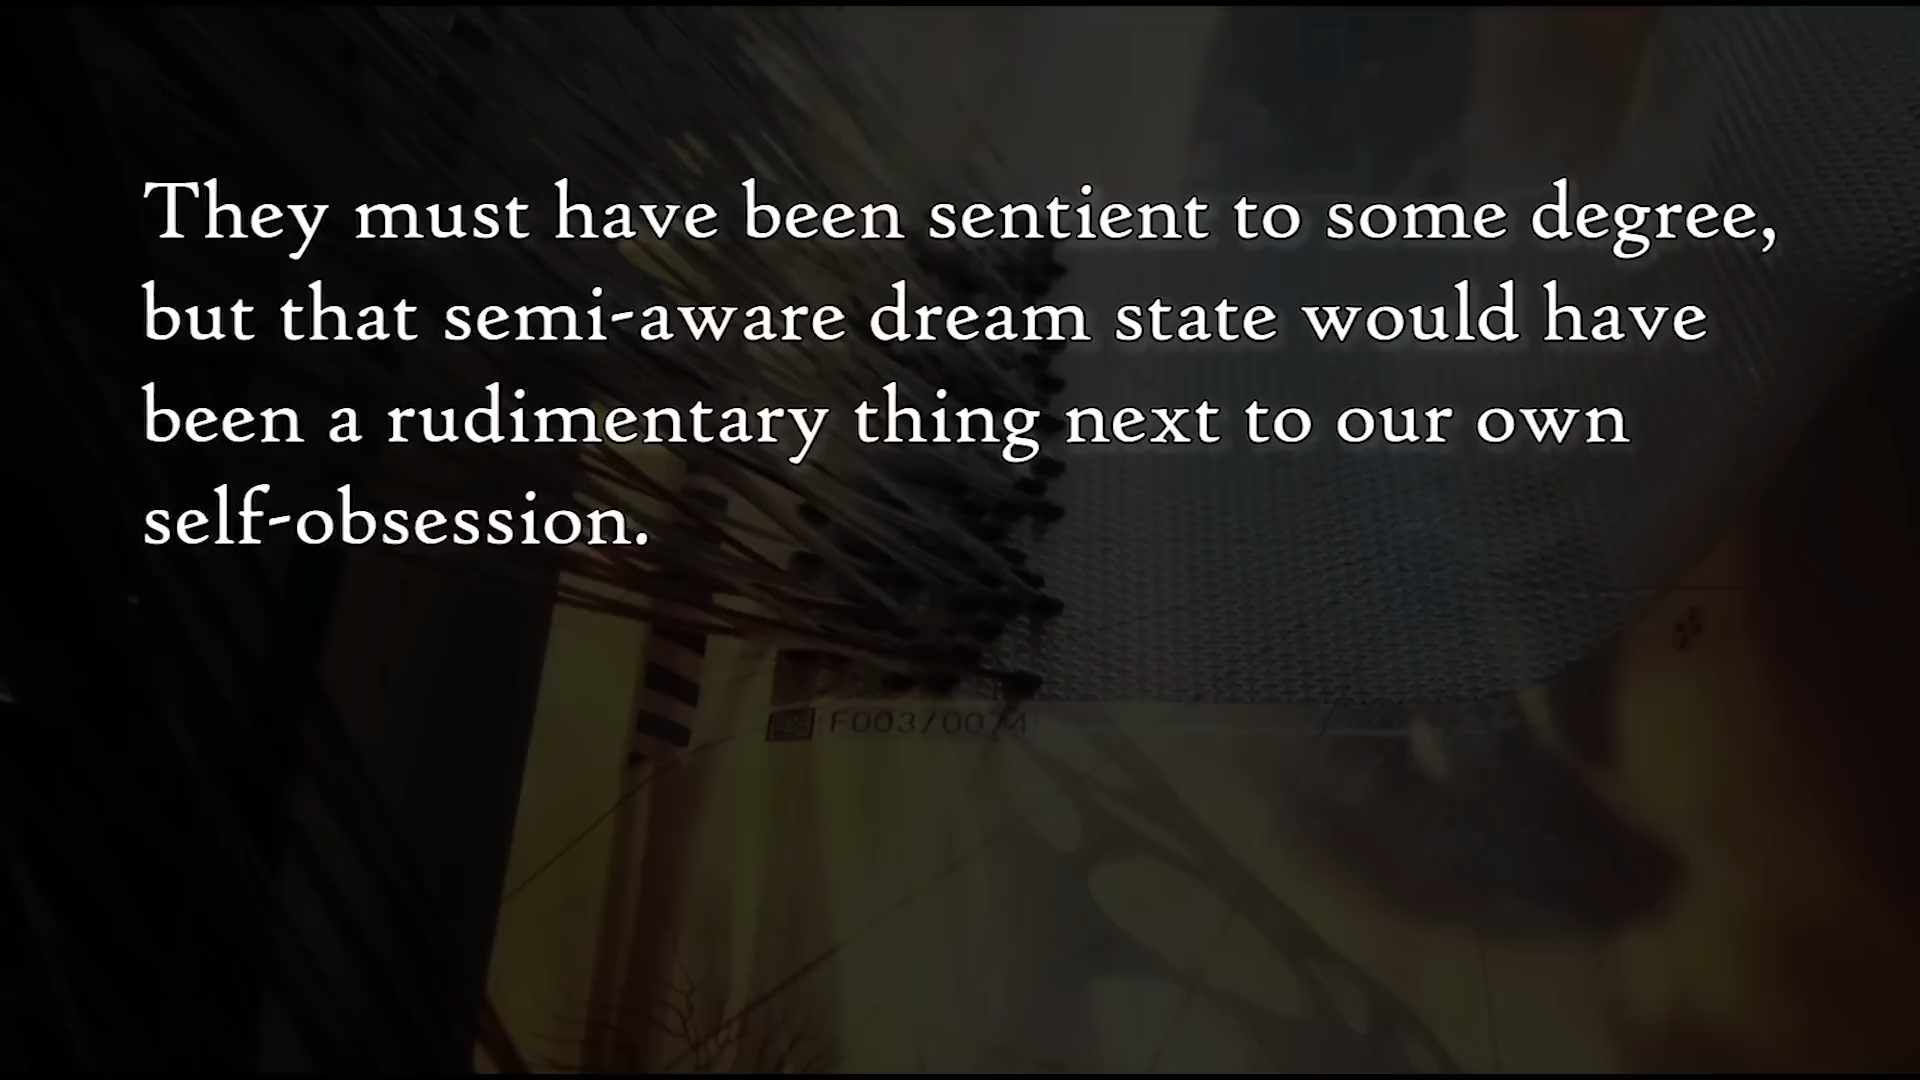 They must have been sentient to some degree,
but that semi-aware dream state would have
been a rudimentary thing next to our own
self-obsession.
F003/0074